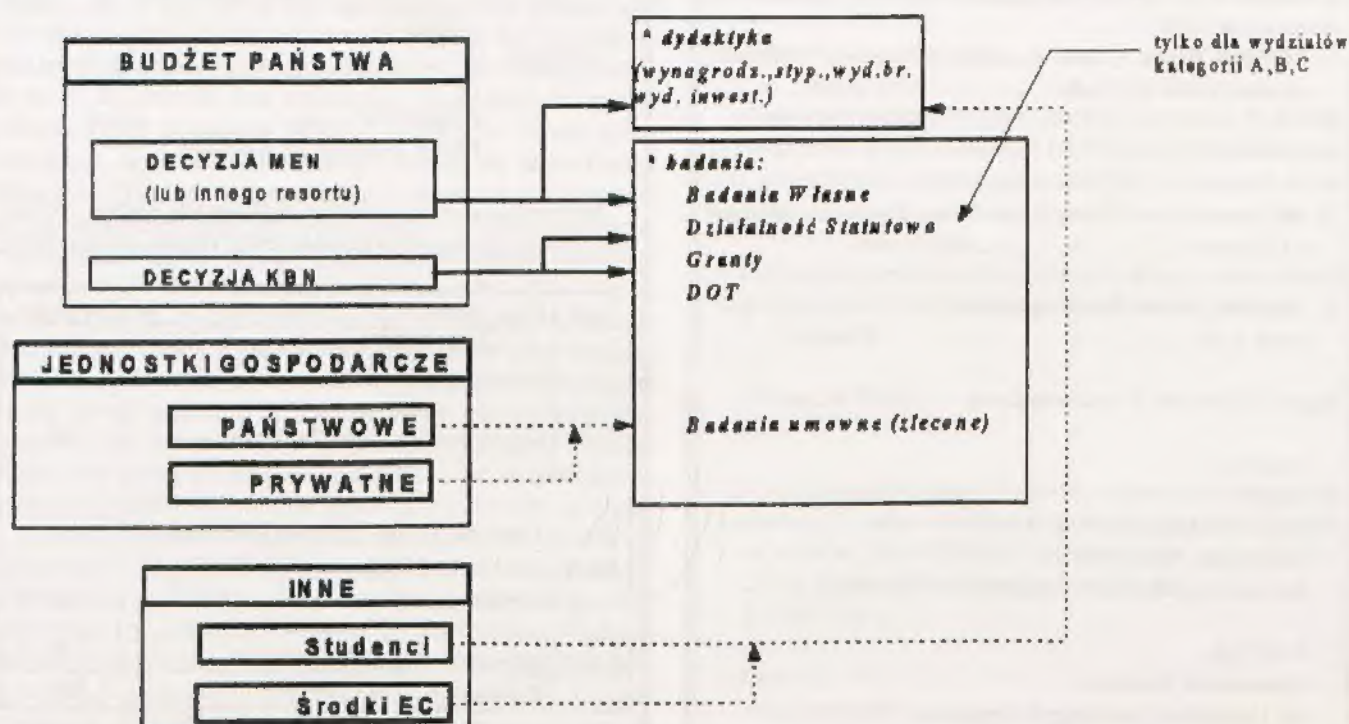 BUDŻET PAŃSTWA
DECYZJA MEN
(lub innego resortu)
DECYZJA KBN
JEDNOSTKI GOSPODARCZE
PAŃSTWOWE
PRYWATNE
INNE
Studenci
Środki EC
* dydaktyka
(wynagrodz.,styp.,wyd.br.
wyd. inwest.)
* badania:
Badania Własne
Działalność Statutowa
Granty
DOT
Badania umowne (zlecone)
tylko dla wydziałów
kategorii A,B,C